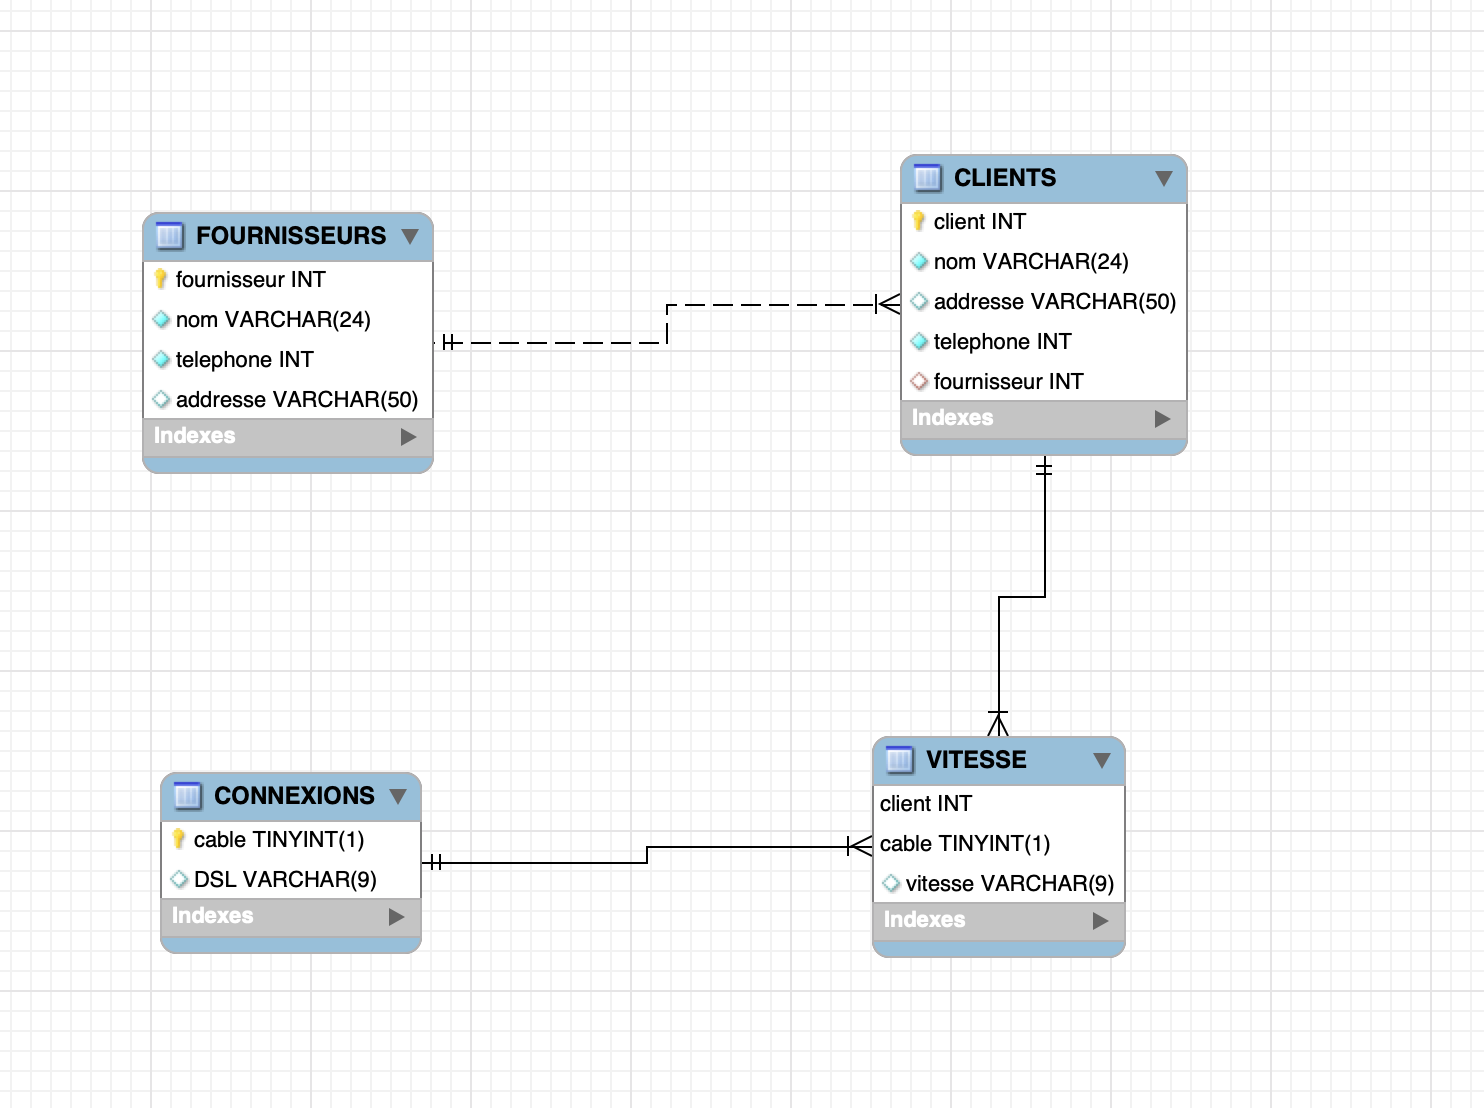 FOURNISSEURS
fournisseur INT
nom VARCHAR(24)
telephone INT
addresse VARCHAR(50)
Indexes
CLIENTS
client INT
nom VARCHAR(24)
addresse VARCHAR(50)
telephone INT
fournisseur INT
Indexes
CONNEXIONS
cable TINYINT(1)
DSL VARCHAR(9)
Indexes
VITESSE
client INT
cable TINYINT(1)
vitesse VARCHAR(9)
Indexes